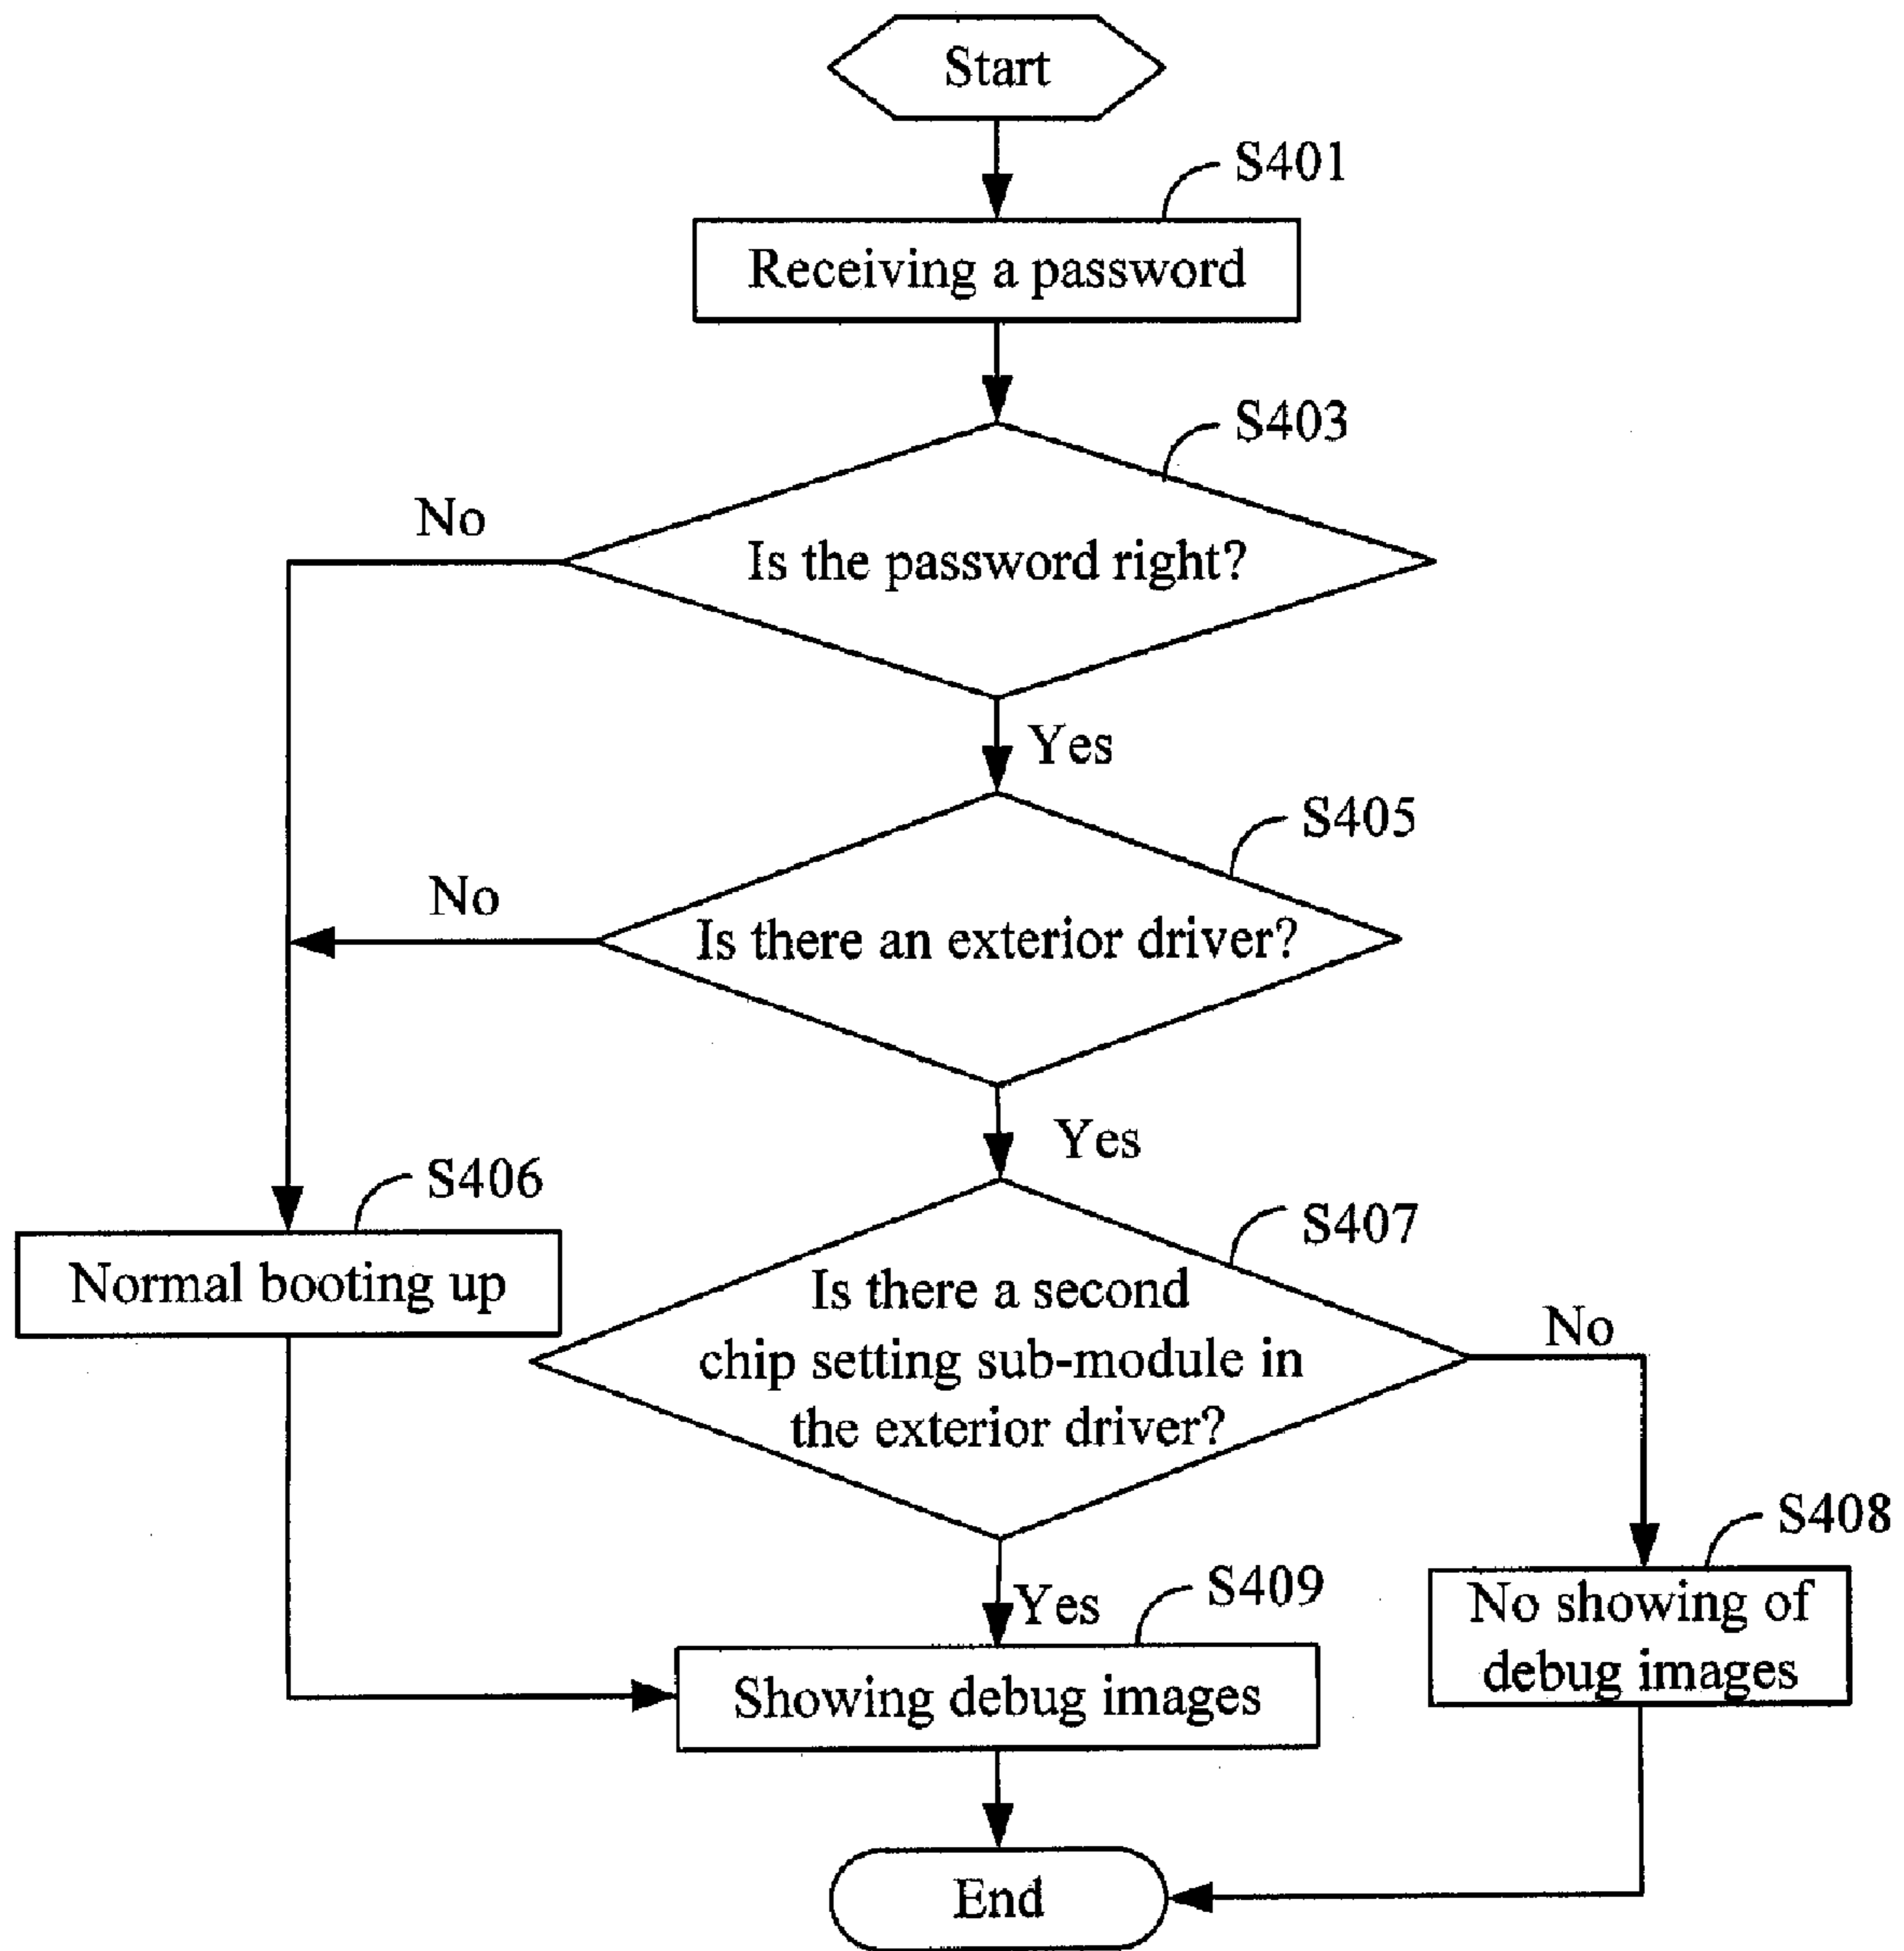 Start
S401
Receiving a password
S403
No
Is the password right?
Yes
S405
No
Is there an exterior driver?
Yes
S406
Normal booting up
S407
Is there a second
chip setting sub-module in
the exterior driver?
No
S408
No showing of
debug images
Yes
S409
Showing debug images
End